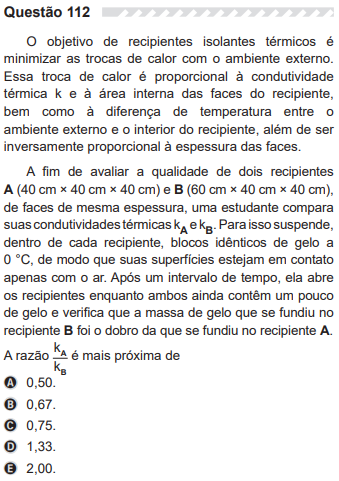 Questão 112
O objetivo de recipientes isolantes térmicos é
minimizar as trocas de calor com o ambiente externo.
Essa troca de calor é proporcional à condutividade
térmica k e à área interna das faces do recipiente,
bem como à diferença de temperatura entre o
ambiente externo e o interior do recipiente, além de ser
inversamente proporcional à espessura das faces.
A fim de avaliar a qualidade de dois recipientes
A (40 cm × 40 cm × 40 cm) e B (60 cm × 40 cm × 40 cm),
de faces de mesma espessura, uma estudante compara
suas condutividades térmicas kA e kB. Para isso suspende,
dentro de cada recipiente, blocos idênticos de gelo a
0 °C, de modo que suas superfícies estejam em contato
apenas com o ar. Após um intervalo de tempo, ela abre
os recipientes enquanto ambos ainda contêm um pouco
de gelo e verifica que a massa de gelo que se fundiu no
recipiente B foi o dobro da que se fundiu no recipiente A.
A razão kA/kB é mais próxima de
A 0,50.
B 0,67.
C 0,75.
D 1,33.
E 2,00.